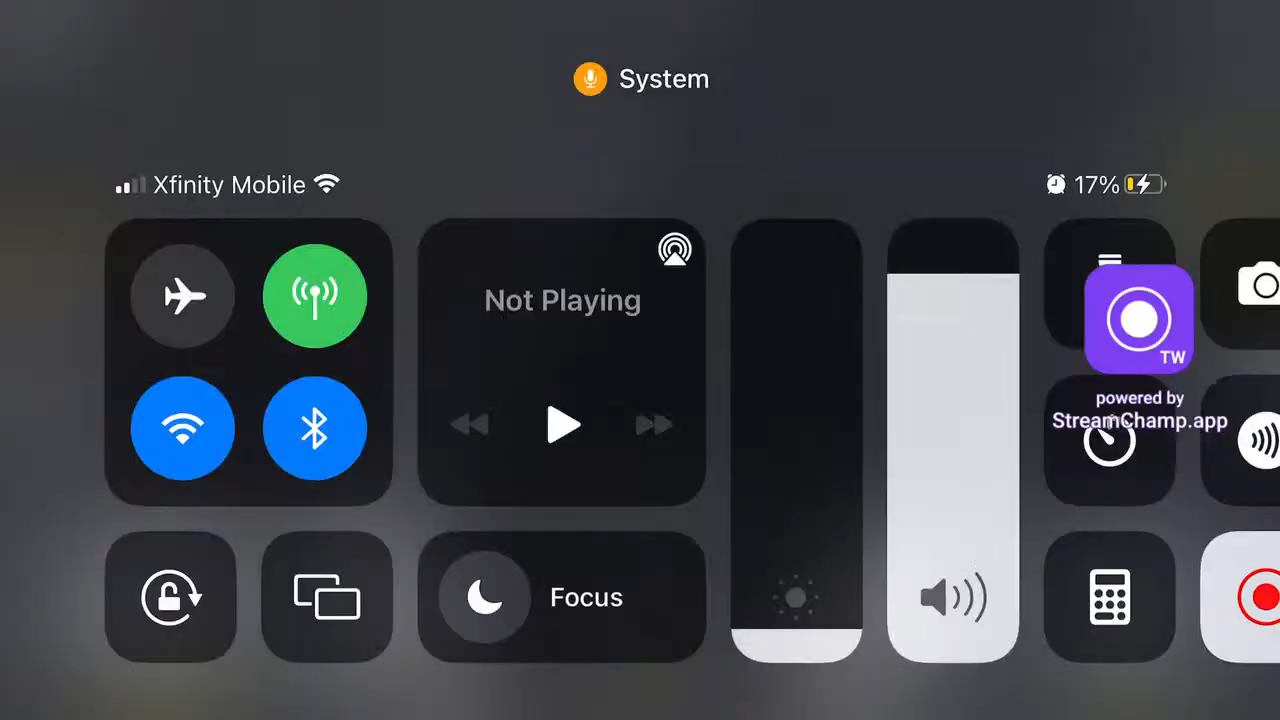 System
Xfinity Mobile
17%
Not Playing
TW
powered by
StreamChamp.app
Focus